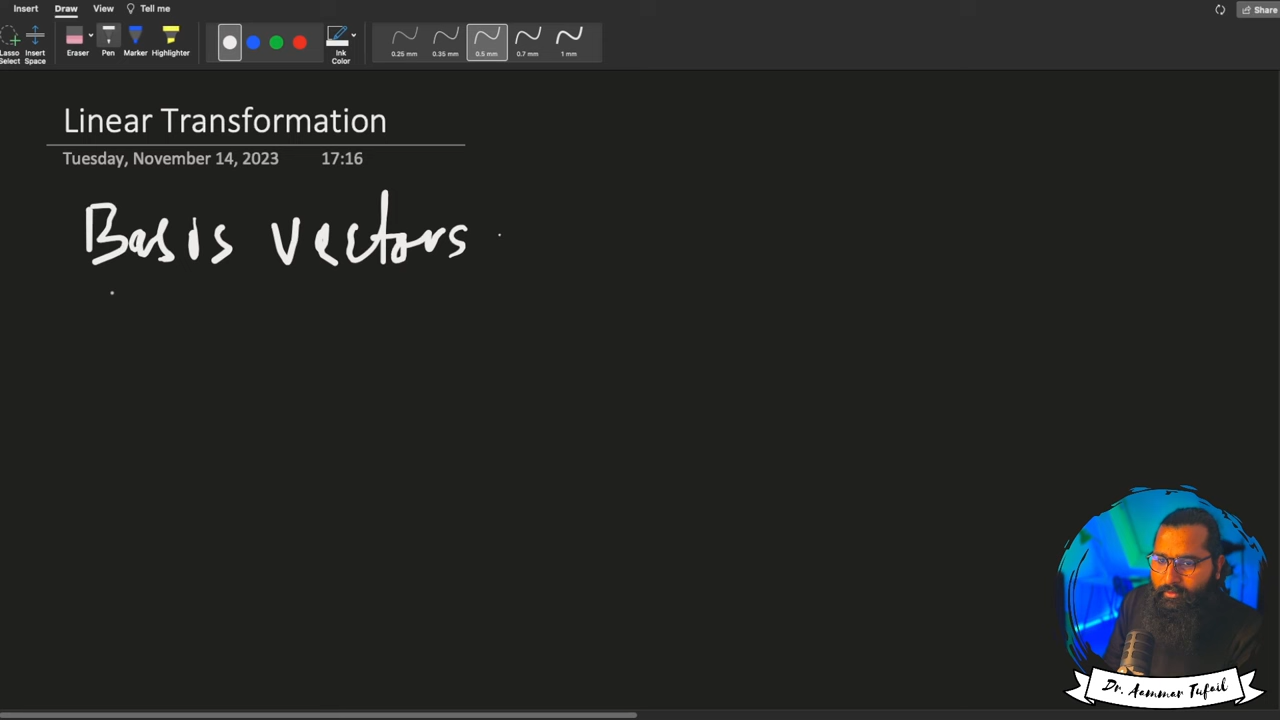 Insert Draw View Tell me
Share
Lasso Select
Insert Space
Eraser
Pen
Marker
Highlighter
Ink Color
0.25 mm
0.35 mm
0.5 mm
0.7 mm
1 mm
Linear Transformation
Tuesday, November 14, 2023 17:16
Basis vectors
Dr. Aammar Tufail